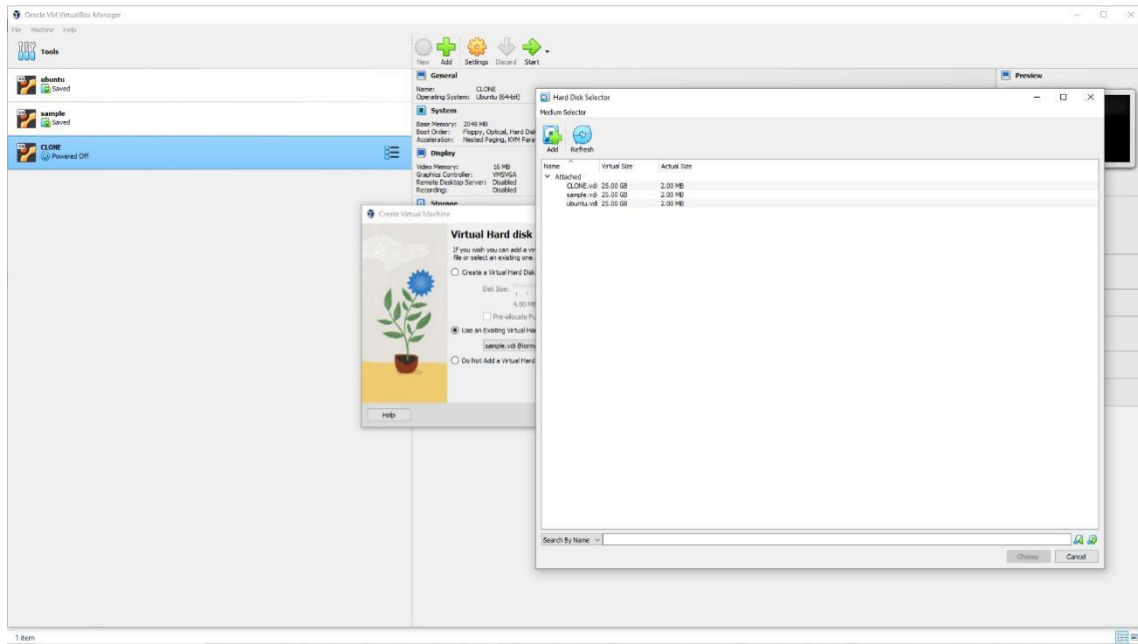 Oracle VM VirtualBox Manager
File Machine Help
Tools
ubuntu
Saved
sample
Saved
CLONE
Powered Off
New Add Settings Discard Start
General
Name: CLONE
Operating System: Ubuntu (64-bit)
System
Base Memory: 2048 MB
Boot Order: Floppy, Optical, Hard Disk
Acceleration: Nested Paging, KVM Para
Display
Video Memory: 16 MB
Graphics Controller: VMSVGA
Remote Desktop Server: Disabled
Recording: Disabled
Storage
Preview
Create Virtual Machine
Virtual Hard disk
If you wish you can add a vir
file or select an existing one.
Create a Virtual Hard Disk
Disk Size:
4.00 MB
Pre-allocate Fu
Use an Existing Virtual Har
sample.vdi (Norma
Do Not Add a Virtual Hard
Help
Hard Disk Selector
Medium Selector
Add Refresh
Name Virtual Size Actual Size
Attached
CLONE.vdi 25.00 GB 2.00 MB
sample.vdi 25.00 GB 2.00 MB
ubuntu.vdi 25.00 GB 2.00 MB
Search By Name
Choose Cancel
1 item